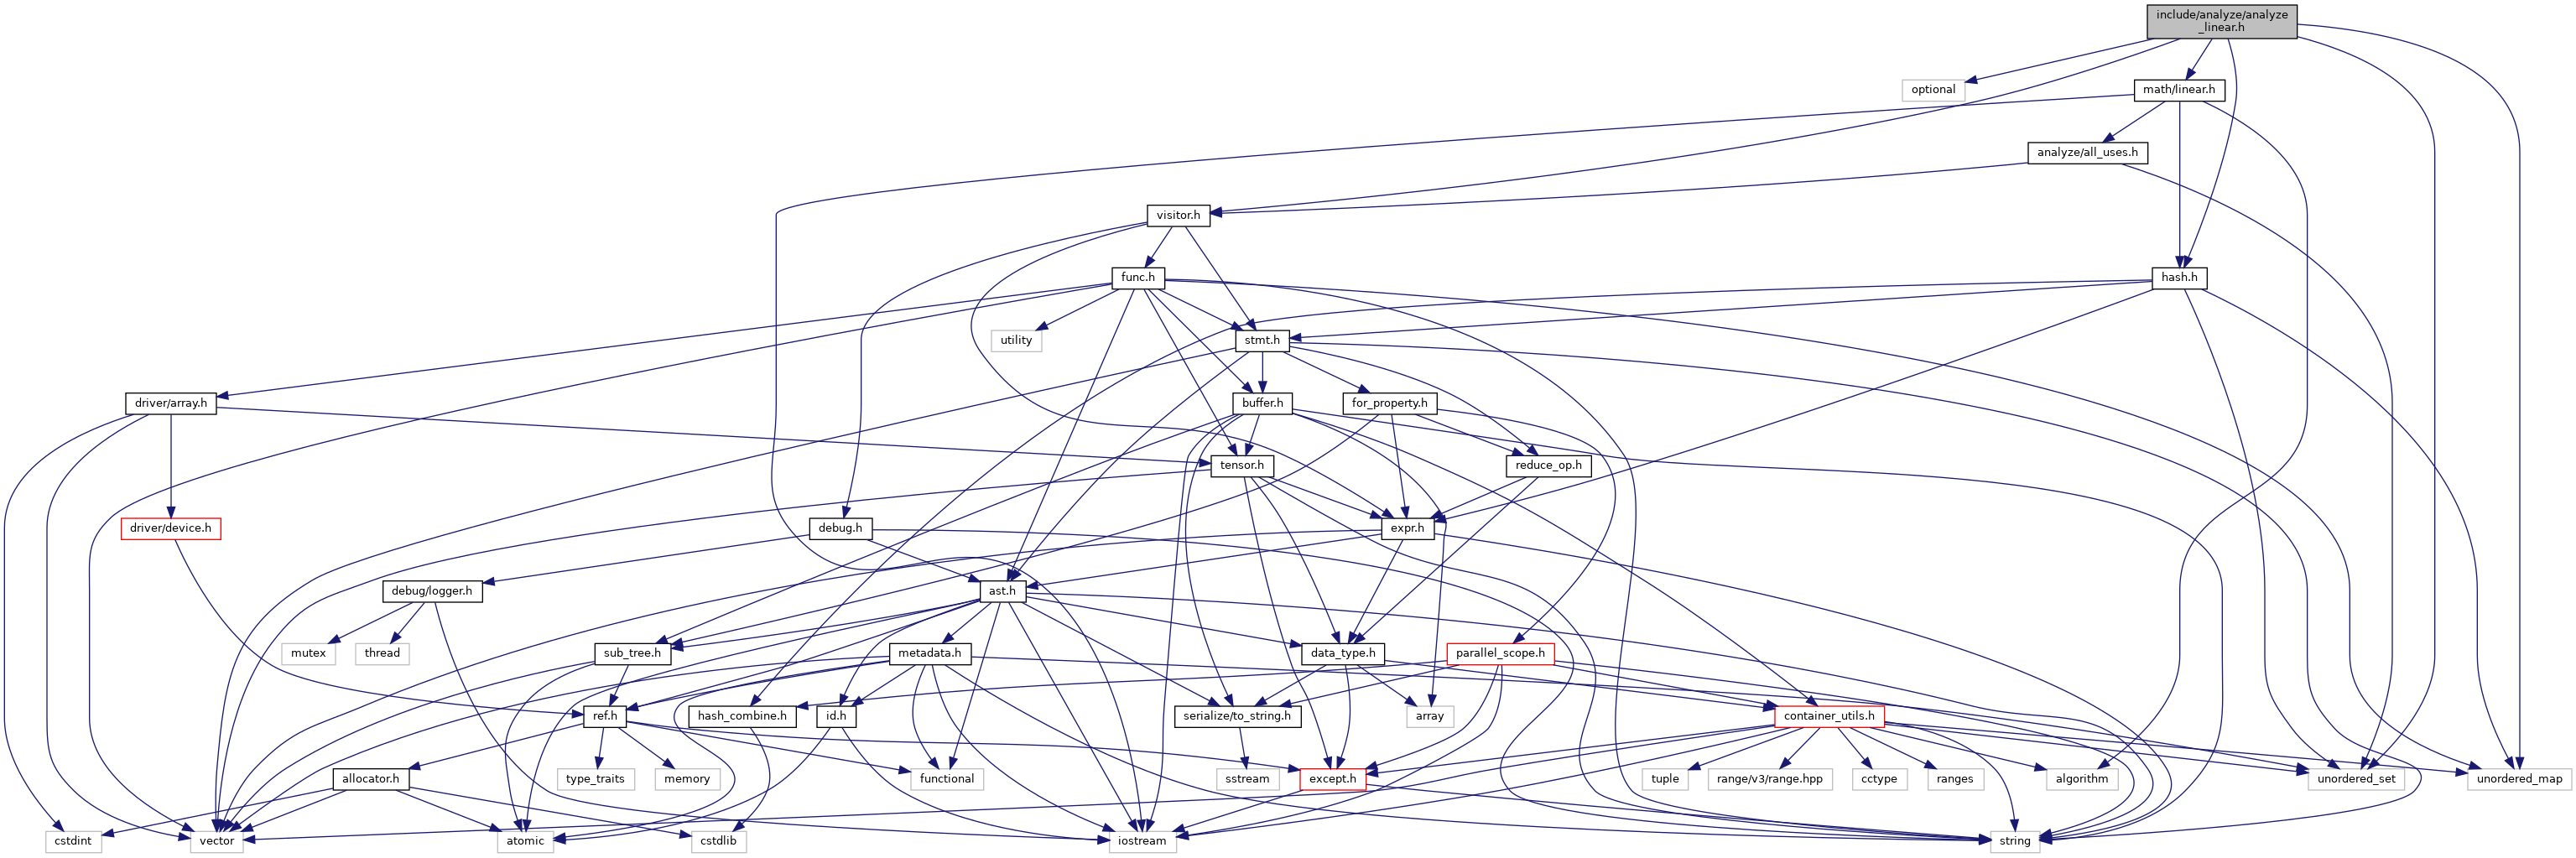 include/analyze/analyze
_linear.h
optional
math/linear.h
analyze/all_uses.h
visitor.h
func.h
hash.h
utility
stmt.h
driver/array.h
buffer.h
for_property.h
tensor.h
reduce_op.h
driver/device.h
debug.h
expr.h
debug/logger.h
ast.h
mutex
thread
sub_tree.h
metadata.h
data_type.h
parallel_scope.h
ref.h
hash_combine.h
id.h
serialize/to_string.h
array
container_utils.h
allocator.h
type_traits
memory
functional
sstream
except.h
tuple
range/v3/range.hpp
cctype
ranges
algorithm
unordered_set
unordered_map
cstdint
vector
atomic
cstdlib
iostream
string